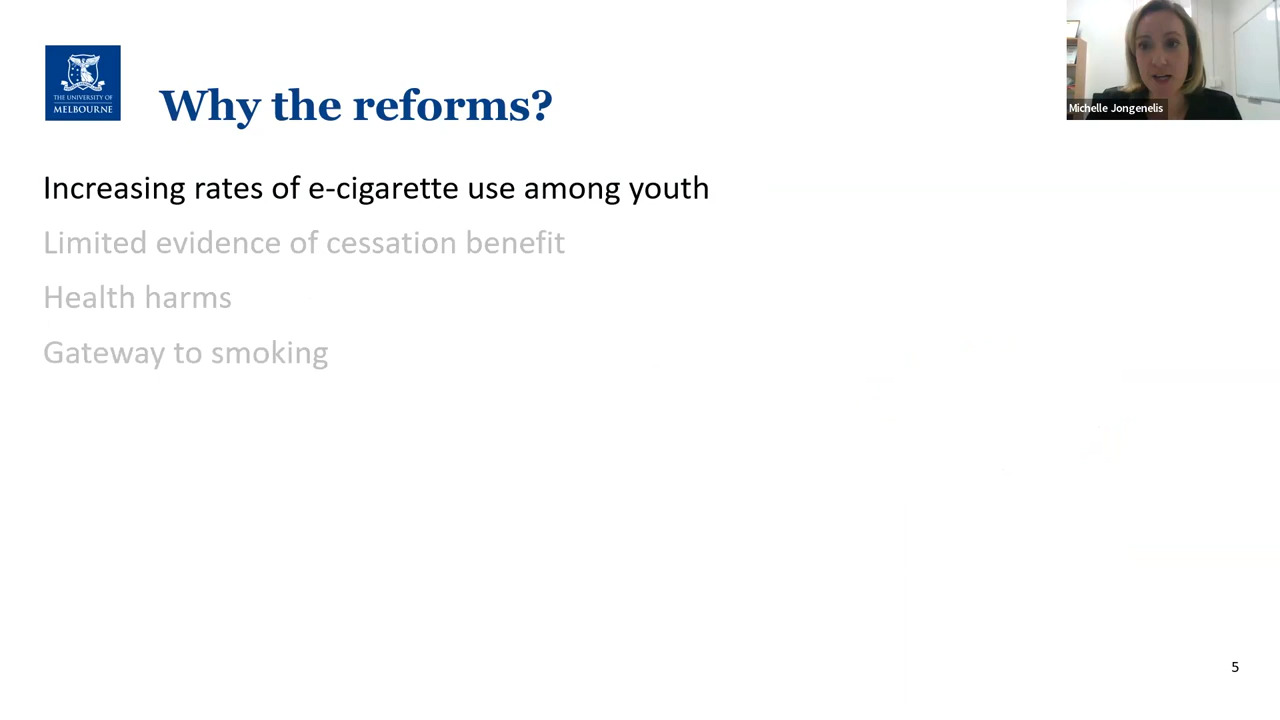 THE UNIVERSITY OF
MELBOURNE
Why the reforms?
Michelle Jongenelis
Increasing rates of e-cigarette use among youth
Limited evidence of cessation benefit
Health harms
Gateway to smoking
5